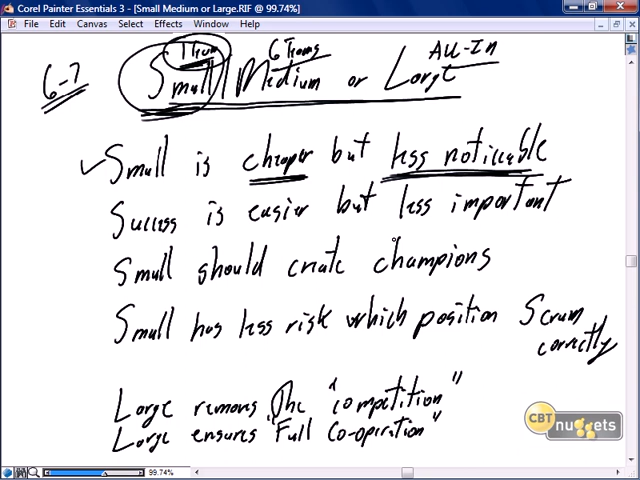 Corel Painter Essentials 3 - [Small Medium or Large.RIF @ 99.74%]
File Edit Canvas Select Effects Movie Window Help
6-7 Small Medium or Large
1 Team 6 Teams All-In
Small is cheaper but less noticeable
Success is easier but less important
Small should create champions
Small has less risk which position Scrum
correctly
Large removes The "competition"
Large ensures "Full Co-operation"
CBT
nuggets
99.74%